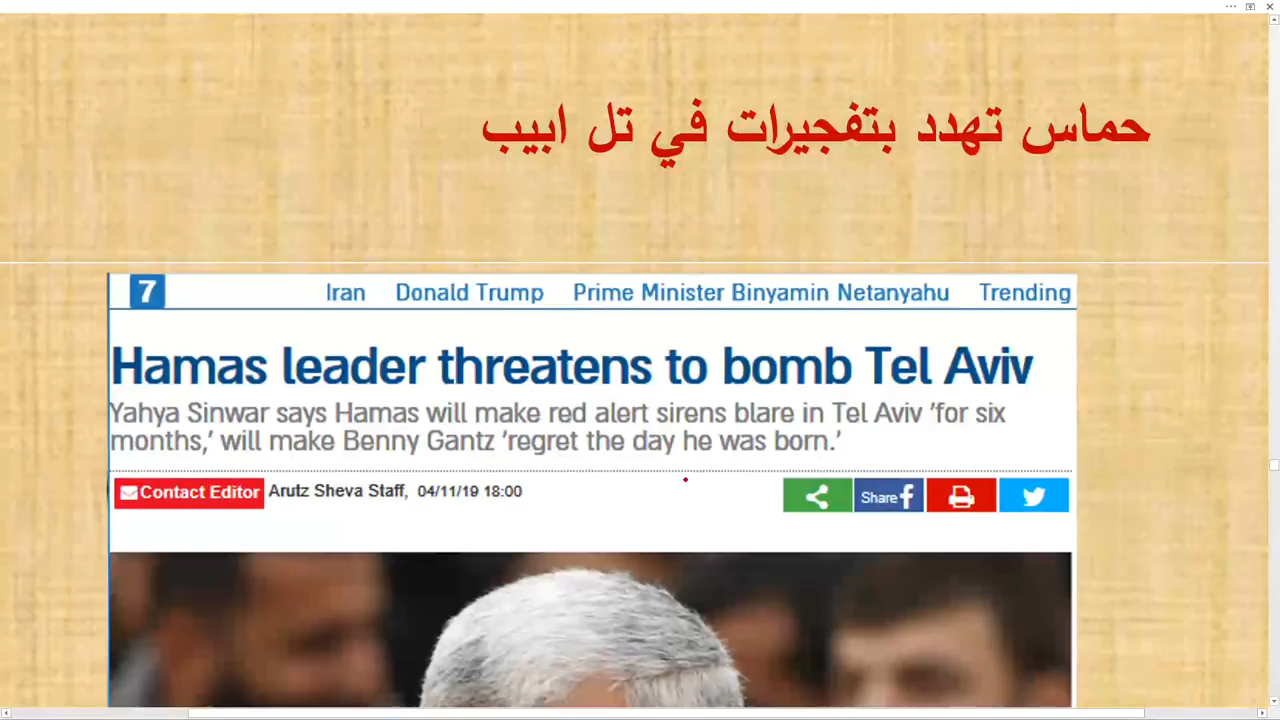 حماس تهدد بتفجيرات في تل ابيب
7 Iran Donald Trump Prime Minister Binyamin Netanyahu Trending
Hamas leader threatens to bomb Tel Aviv
Yahya Sinwar says Hamas will make red alert sirens blare in Tel Aviv 'for six
months,' will make Benny Gantz 'regret the day he was born.'
Contact Editor Arutz Sheva Staff, 04/11/19 18:00 Share